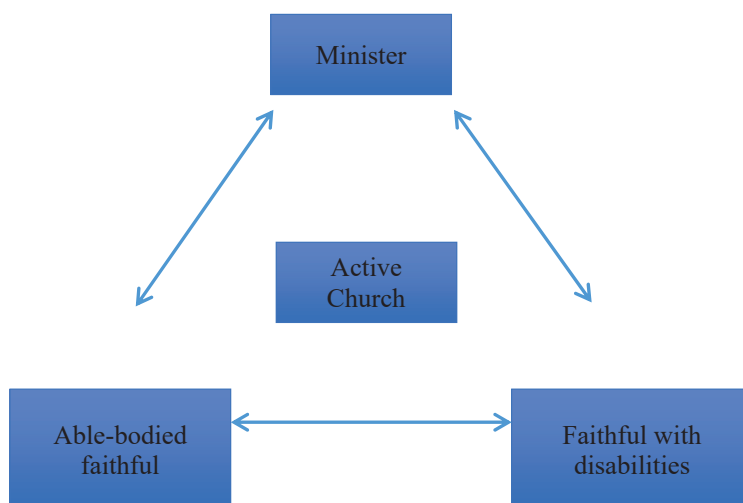 Minister
Active
Church
Able-bodied
faithful
Faithful with
disabilities